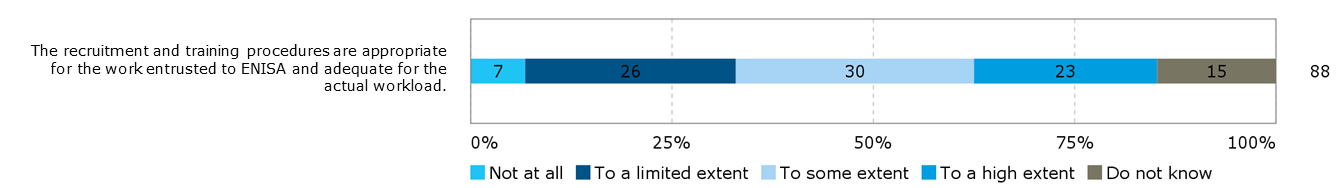 The recruitment and training procedures are appropriate
for the work entrusted to ENISA and adequate for the
actual workload.
7 26 30 23 15 88
0% 25% 50% 75% 100%
Not at all To a limited extent To some extent To a high extent Do not know